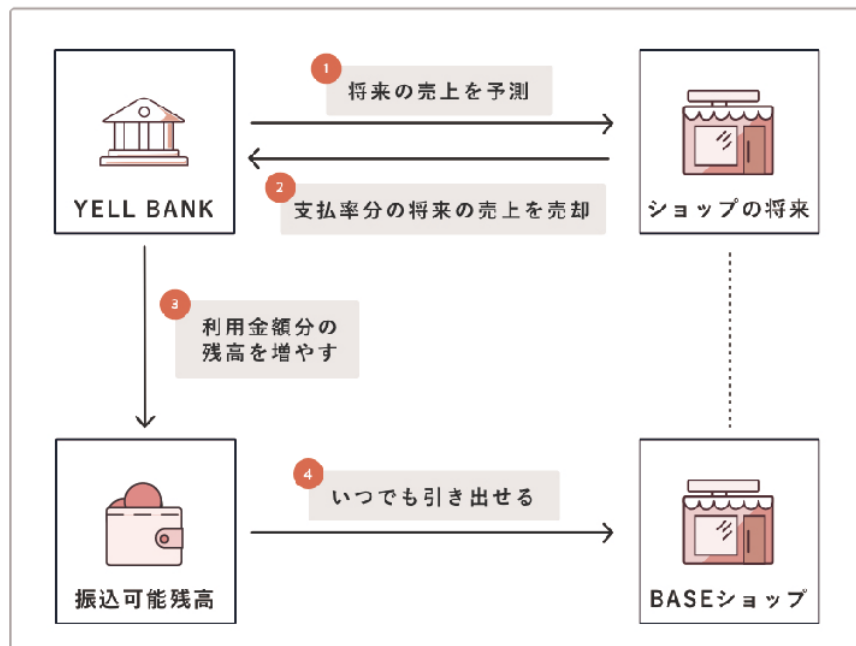 1
将来の売上を予測
YELL BANK
2
支払率分の将来の売上を売却
ショップの将来
3
利用金額分の
残高を増やす
4
いつでも引き出せる
振込可能残高
BASEショップ